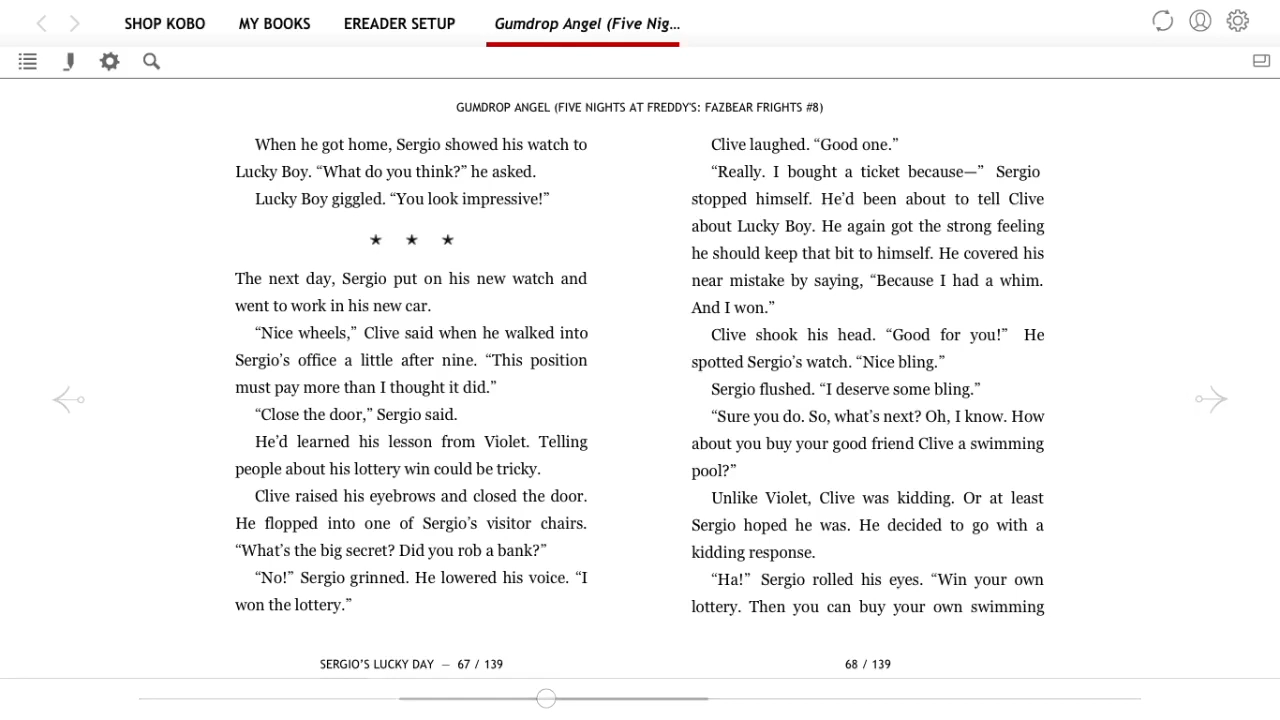 SHOP KOBO
MY BOOKS
EREADER SETUP
Gumdrop Angel (Five Nig...
GUMDROP ANGEL (FIVE NIGHTS AT FREDDY'S: FAZBEAR FRIGHTS #8)
When he got home, Sergio showed his watch to
Lucky Boy. “What do you think?” he asked.
Lucky Boy giggled. “You look impressive!”
★ ★ ★
The next day, Sergio put on his new watch and
went to work in his new car.
“Nice wheels,” Clive said when he walked into
Sergio’s office a little after nine. “This position
must pay more than I thought it did.”
“Close the door,” Sergio said.
He’d learned his lesson from Violet. Telling
people about his lottery win could be tricky.
Clive raised his eyebrows and closed the door.
He flopped into one of Sergio’s visitor chairs.
“What’s the big secret? Did you rob a bank?”
“No!” Sergio grinned. He lowered his voice. “I
won the lottery.”
SERGIO’S LUCKY DAY — 67 / 139
Clive laughed. “Good one.”
“Really. I bought a ticket because—” Sergio
stopped himself. He’d been about to tell Clive
about Lucky Boy. He again got the strong feeling
he should keep that bit to himself. He covered his
near mistake by saying, “Because I had a whim.
And I won.”
Clive shook his head. “Good for you!” He
spotted Sergio’s watch. “Nice bling.”
Sergio flushed. “I deserve some bling.”
“Sure you do. So, what’s next? Oh, I know. How
about you buy your good friend Clive a swimming
pool?”
Unlike Violet, Clive was kidding. Or at least
Sergio hoped he was. He decided to go with a
kidding response.
“Ha!” Sergio rolled his eyes. “Win your own
lottery. Then you can buy your own swimming
68 / 139